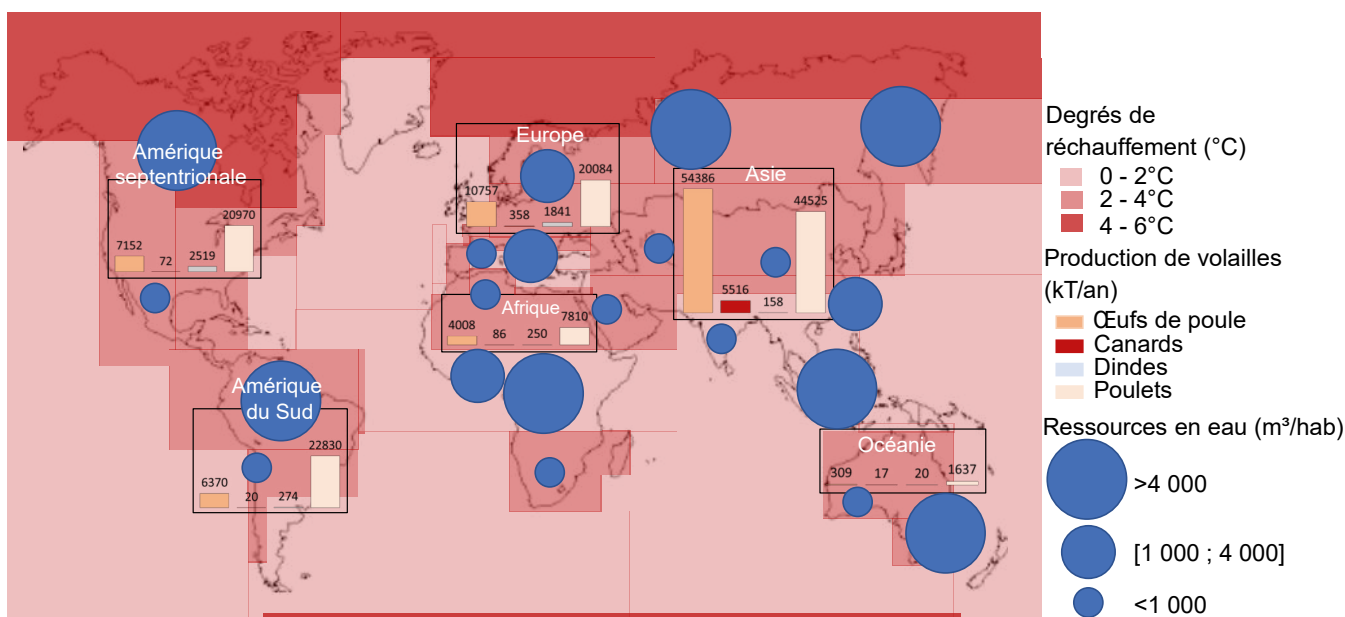 Amérique
septentrionale
20970
7152
72
2519
Europe
20084
10757
358
1841
Asie
54386
44525
5516
158
Afrique
7810
4008
86
250
Amérique
du Sud
22830
6370
20
274
Océanie
309
17
20
1637
Degrés de
réchauffement (°C)
0 - 2°C
2 - 4°C
4 - 6°C
Production de volailles
(kT/an)
Œufs de poule
Canards
Dindes
Poulets
Ressources en eau (m³/hab)
>4 000
[1 000 ; 4 000]
<1 000